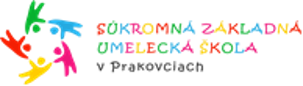 SÚKROMNÁ ZÁKLADNÁ
UMELECKÁ ŠKOLA
v Prakovciach